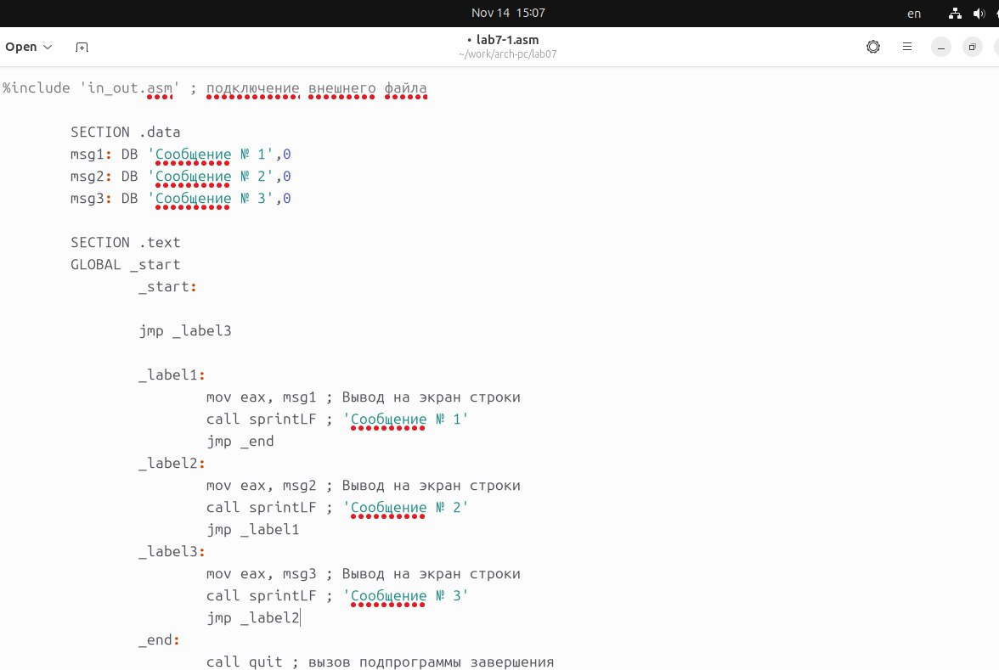 Nov 14 15:07
en
Open
• lab7-1.asm
~/work/arch-pc/lab07
%include 'in_out.asm' ; подключение внешнего файла
SECTION .data
msg1: DB 'Сообщение № 1',0
msg2: DB 'Сообщение № 2',0
msg3: DB 'Сообщение № 3',0
SECTION .text
GLOBAL _start
_start:
jmp _label3
_label1:
mov eax, msg1 ; Вывод на экран строки
call sprintLF ; 'Сообщение № 1'
jmp _end
_label2:
mov eax, msg2 ; Вывод на экран строки
call sprintLF ; 'Сообщение № 2'
jmp _label1
_label3:
mov eax, msg3 ; Вывод на экран строки
call sprintLF ; 'Сообщение № 3'
jmp _label2
_end:
call quit ; вызов подпрограммы завершения